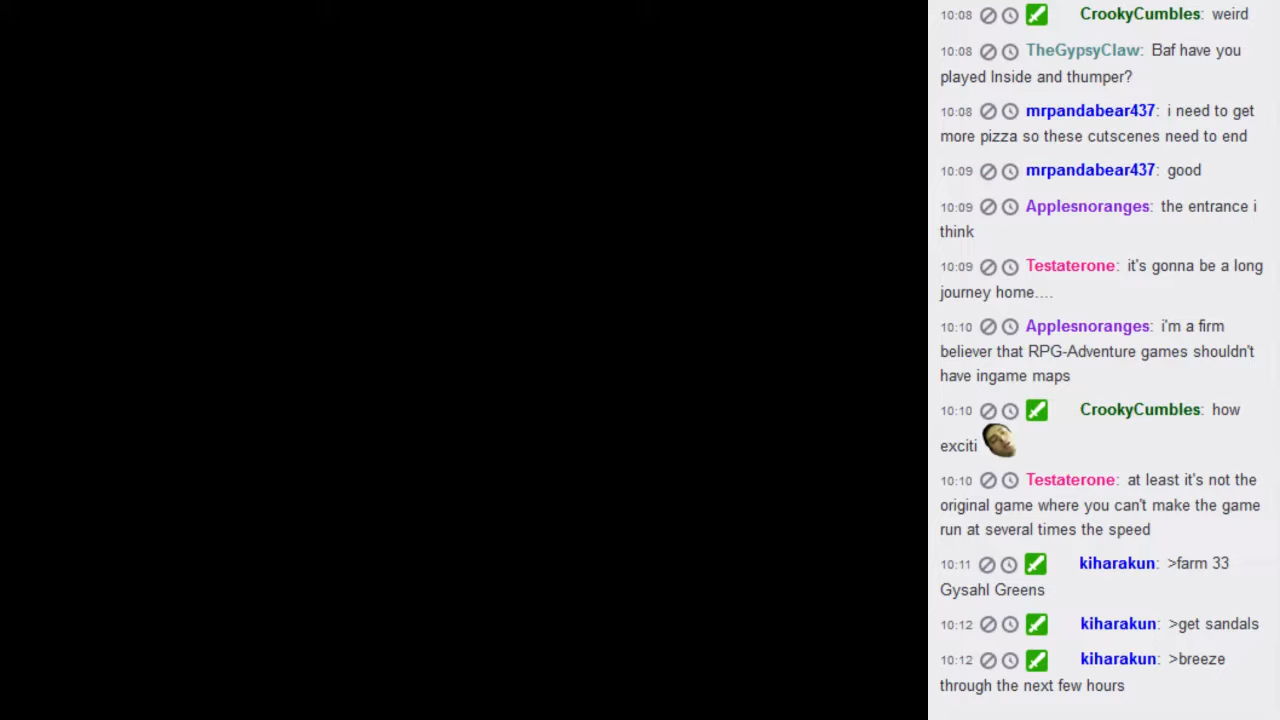 10:08 CrookyCumbles: weird
10:08 TheGypsyClaw: Baf have you
played Inside and thumper?
10:08 mrpandabear437: i need to get
more pizza so these cutscenes need to end
10:09 mrpandabear437: good
10:09 Applesnoranges: the entrance i
think
10:09 Testaterone: it's gonna be a long
journey home....
10:10 Applesnoranges: i'm a firm
believer that RPG-Adventure games shouldn't
have ingame maps
10:10 CrookyCumbles: how
exciti
10:10 Testaterone: at least it's not the
original game where you can't make the game
run at several times the speed
10:11 kiharakun: >farm 33
Gysahl Greens
10:12 kiharakun: >get sandals
10:12 kiharakun: >breeze
through the next few hours